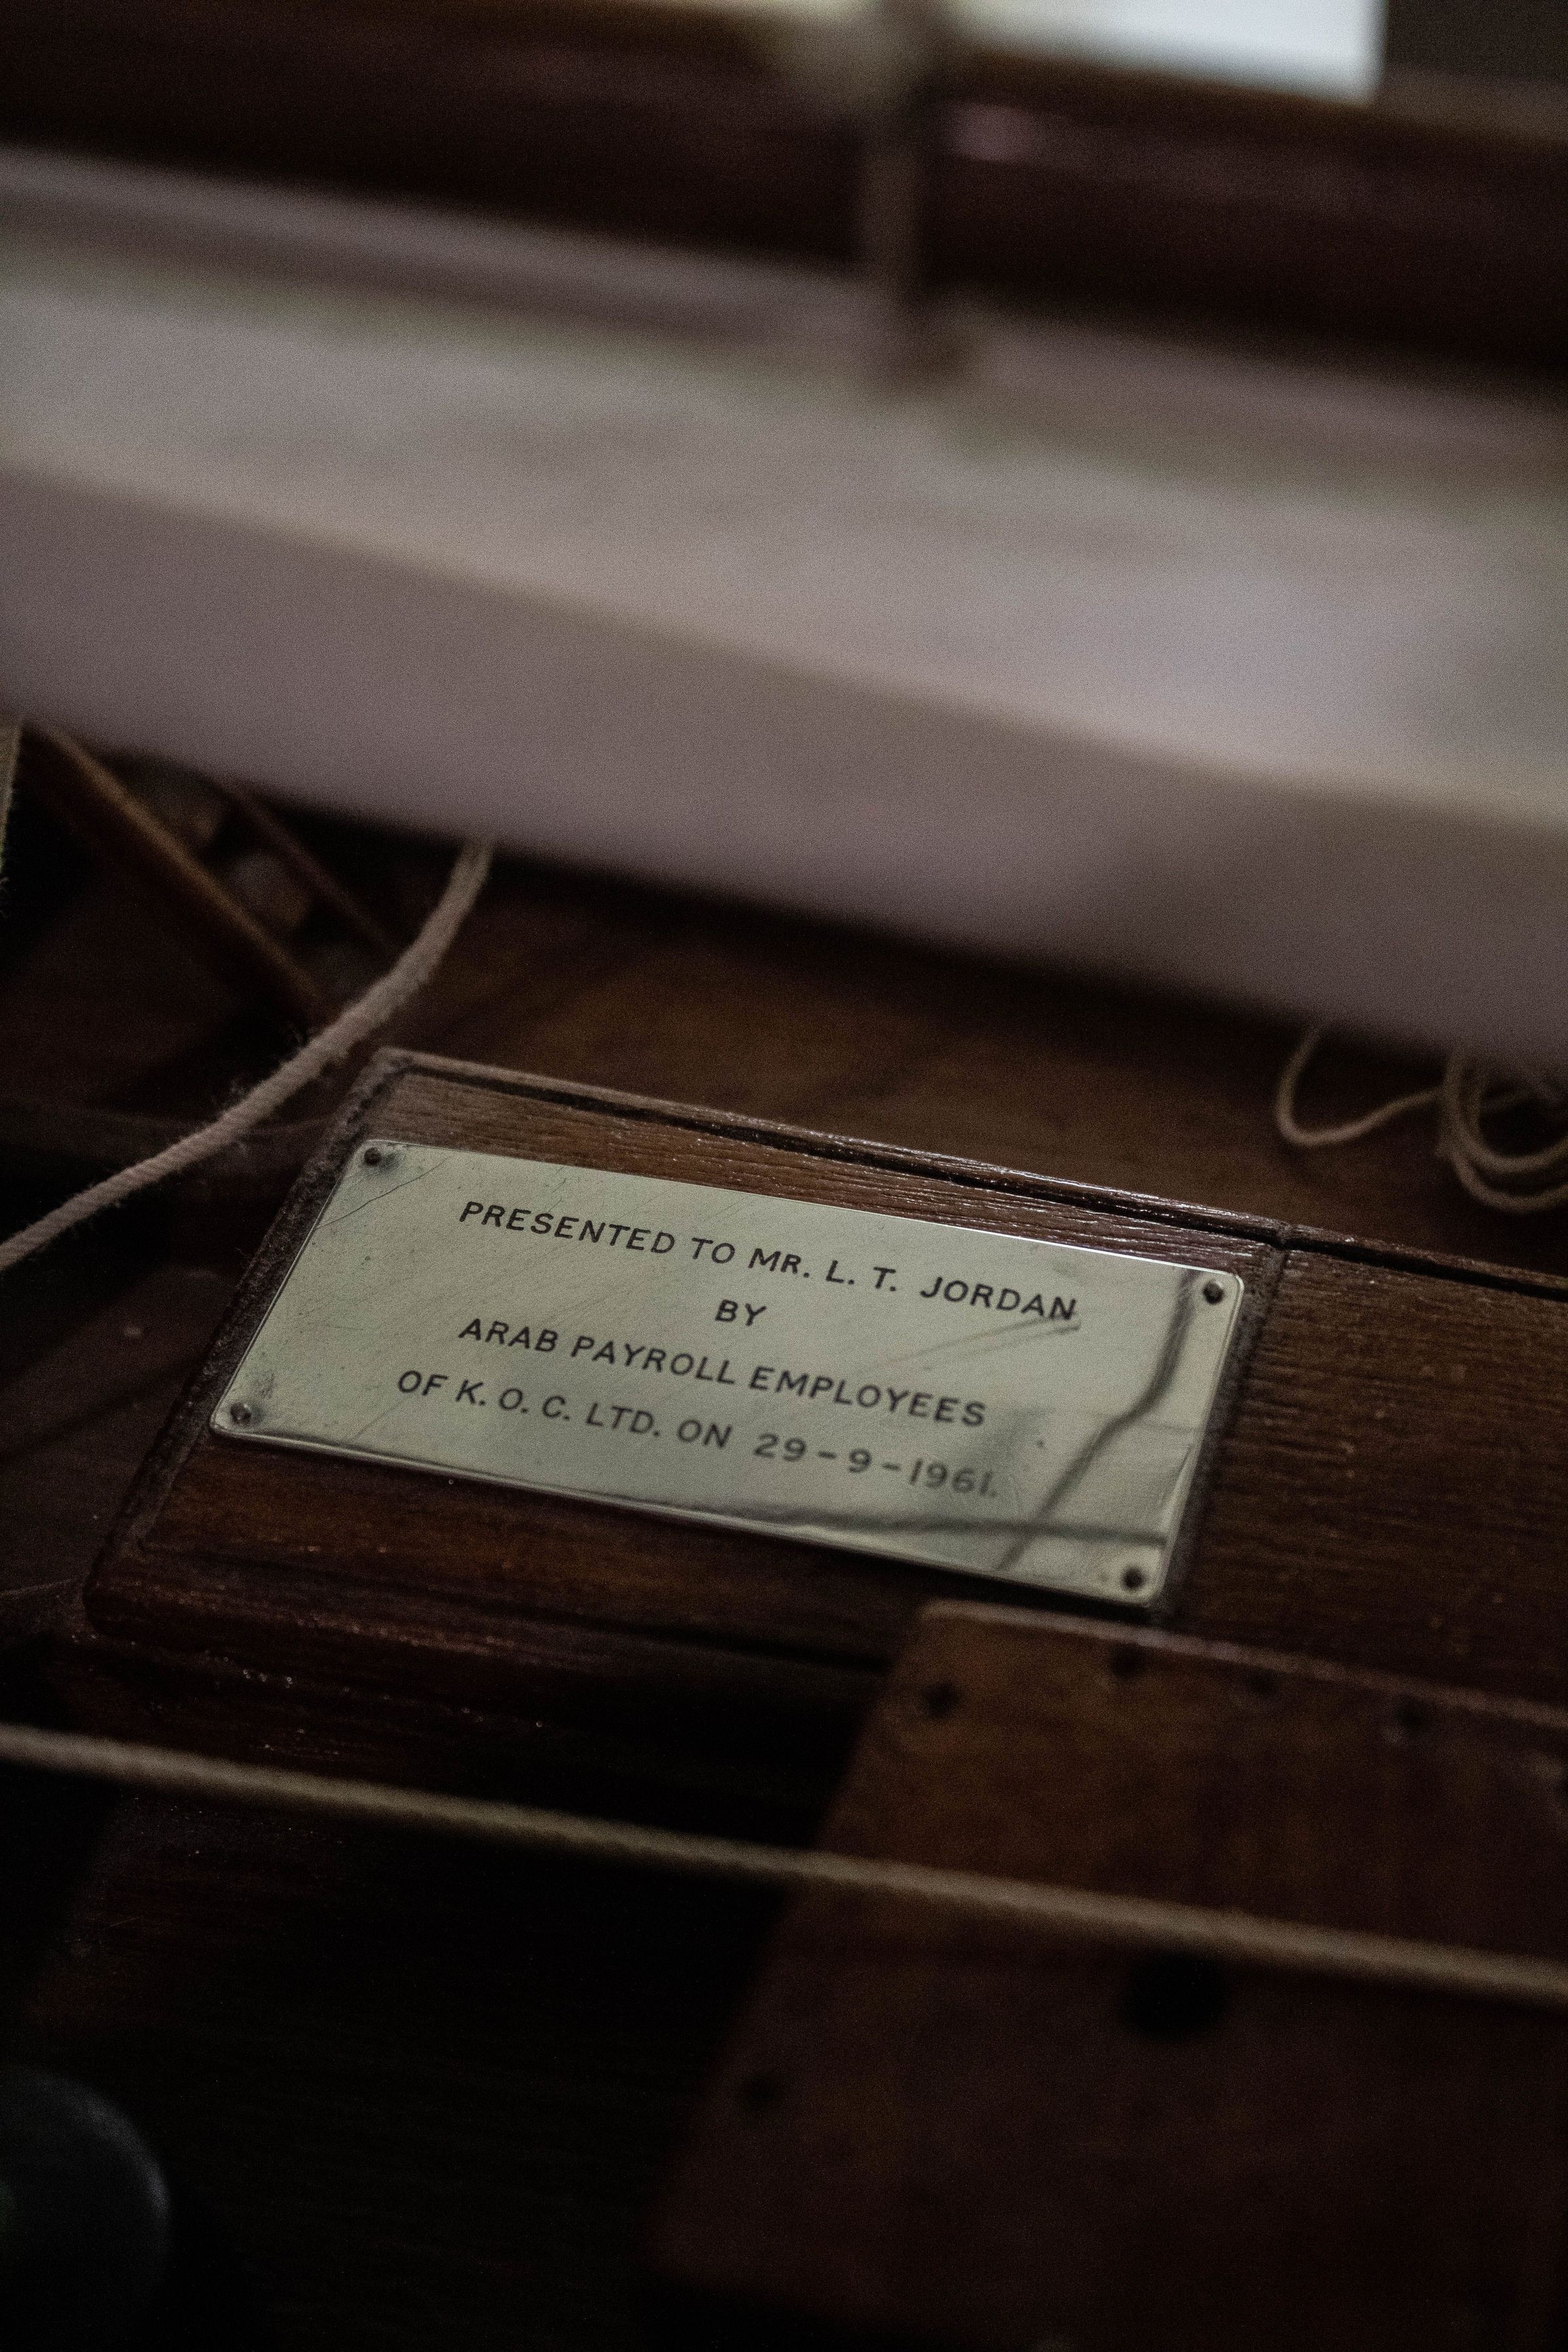 PRESENTED TO MR. L. T. JORDAN
BY
ARAB PAYROLL EMPLOYEES
OF K. O. C. LTD. ON 29-9-1961.